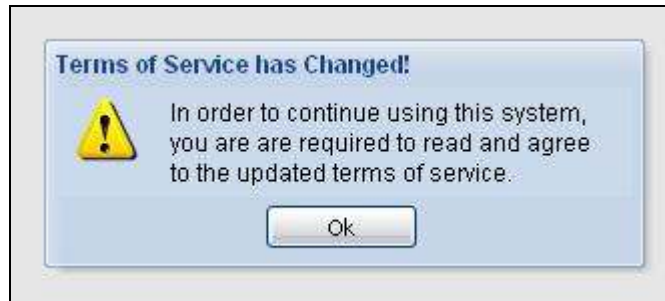 Terms of Service has Changed!
In order to continue using this system,
you are are required to read and agree
to the updated terms of service.
Ok